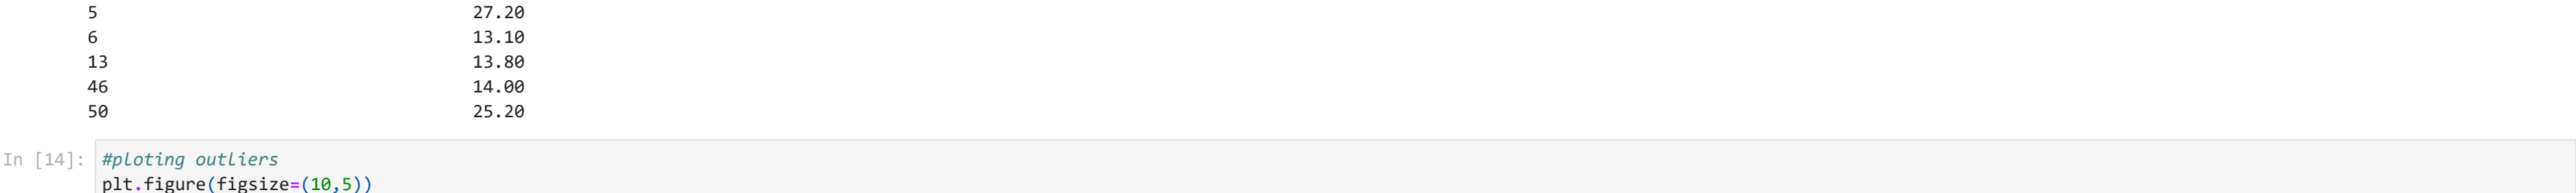 5 27.20
6 13.10
13 13.80
46 14.00
50 25.20
In [14]: #ploting outliers
plt.figure(figsize=(10,5))